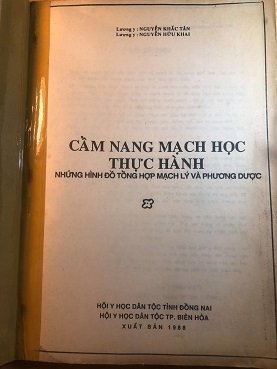 Lương y : NGUYỄN KHẮC TÂN
Lương y : NGUYỄN HỮU KHAI
CẦM NANG MẠCH HỌC
THỰC HÀNH
NHỮNG HÌNH ĐỒ TỔNG HỢP MẠCH LÝ VÀ PHƯƠNG DƯỢC
HỘI Y HỌC DÂN TỘC TỈNH ĐỒNG NAI
HỘI Y HỌC DÂN TỘC TP. BIÊN HÒA
XUẤT BẢN 1988